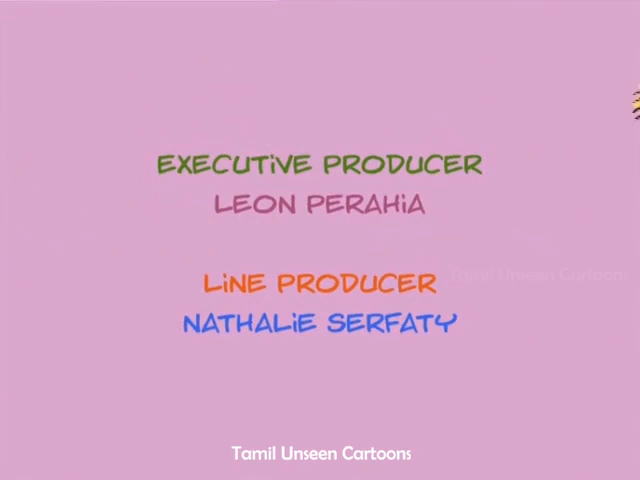 EXECUTiVE PRODUCER
LEON PERAHiA
LiNE PRODUCER
Tamil Unseen Cartoons
NATHALiE SERFATY
Tamil Unseen Cartoons